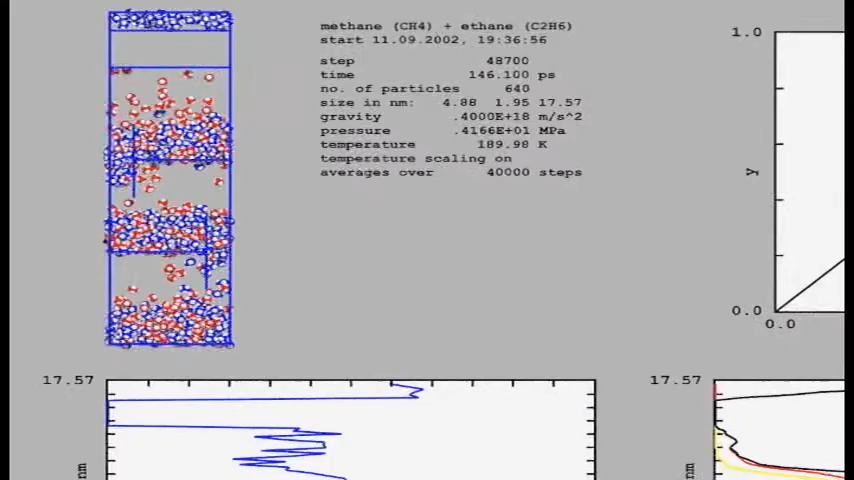 methane (CH4) + ethane (C2H6)
start 11.09.2002, 19:36:56
step 48700
time 146.100 ps
no. of particles 640
size in nm: 4.88 1.95 17.57
gravity .4000E+18 m/s^2
pressure .4166E+01 MPa
temperature 189.98 K
temperature scaling on
averages over 40000 steps
1.0
y
0.0
0.0
17.57
nm
17.57
nm